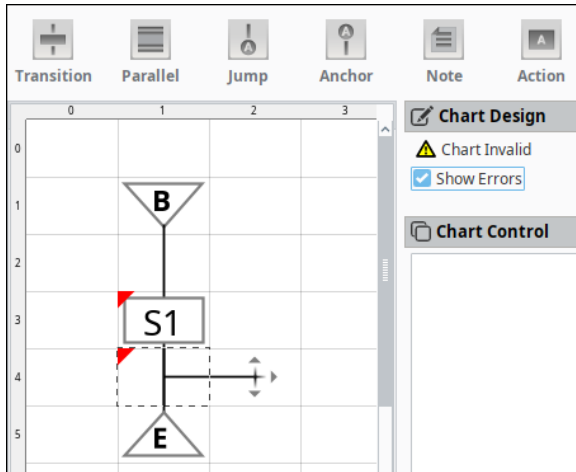 Transition Parallel Jump Anchor Note Action
A A A
0 1 2 3
Chart Design
0
Chart Invalid
Show Errors
1
B
Chart Control
2
3
S1
4
5
E